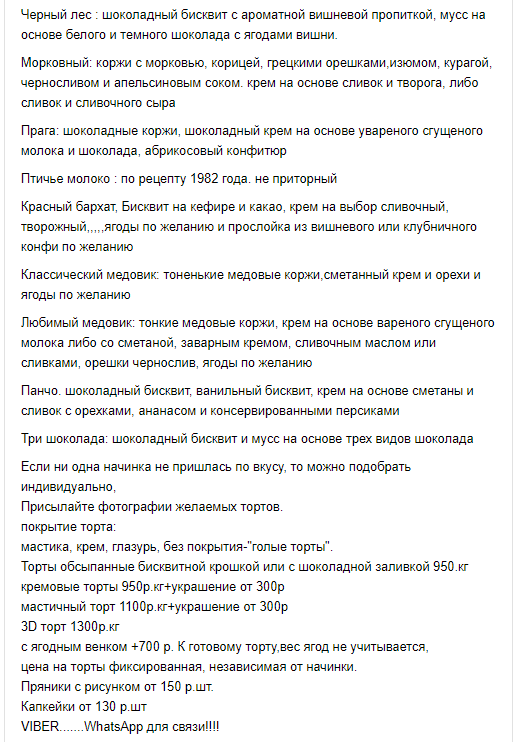 Черный лес : шоколадный бисквит с ароматной вишневой пропиткой, мусс на
основе белого и темного шоколада с ягодами вишни.
Морковный: коржи с морковью, корицей, грецкими орешками,изюмом, курагой,
черносливом и апельсиновым соком. крем на основе сливок и творога, либо
сливок и сливочного сыра
Прага: шоколадные коржи, шоколадный крем на основе увареного сгущеного
молока и шоколада, абрикосовый конфитюр
Птичье молоко : по рецепту 1982 года. не приторный
Красный бархат, Бисквит на кефире и какао, крем на выбор сливочный,
творожный,,,,,ягоды по желанию и прослойка из вишневого или клубничного
конфи по желанию
Классический медовик: тоненькие медовые коржи,сметанный крем и орехи и
ягоды по желанию
Любимый медовик: тонкие медовые коржи, крем на основе вареного сгущеного
молока либо со сметаной, заварным кремом, сливочным маслом или
сливками, орешки чернослив, ягоды по желанию
Панчо. шоколадный бисквит, ванильный бисквит, крем на основе сметаны и
сливок с орехками, ананасом и консервированными персиками
Три шоколада: шоколадный бисквит и мусс на основе трех видов шоколада
Если ни одна начинка не пришлась по вкусу, то можно подобрать
индивидуально,
Присылайте фотографии желаемых тортов.
покрытие торта:
мастика, крем, глазурь, без покрытия-"голые торты".
Торты обсыпанные бисквитной крошкой или с шоколадной заливкой 950.кг
кремовые торты 950р.кг+украшение от 300р
мастичный торт 1100р.кг+украшение от 300р
3D торт 1300р.кг
с ягодным венком +700 р. К готовому торту,вес ягод не учитывается,
цена на торты фиксированная, независимая от начинки.
Пряники с рисунком от 150 р.шт.
Капкейки от 130 р.шт
VIBER.......WhatsApp для связи!!!!